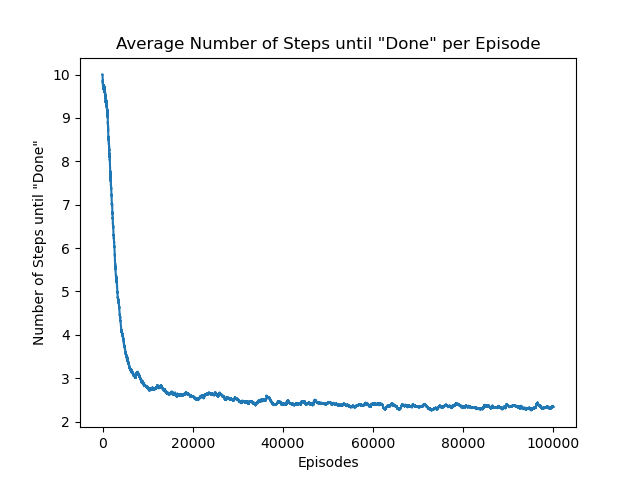 Average Number of Steps until "Done" per Episode
Number of Steps until "Done"
10
9
8
7
6
5
4
3
2
0 20000 40000 60000 80000 100000
Episodes